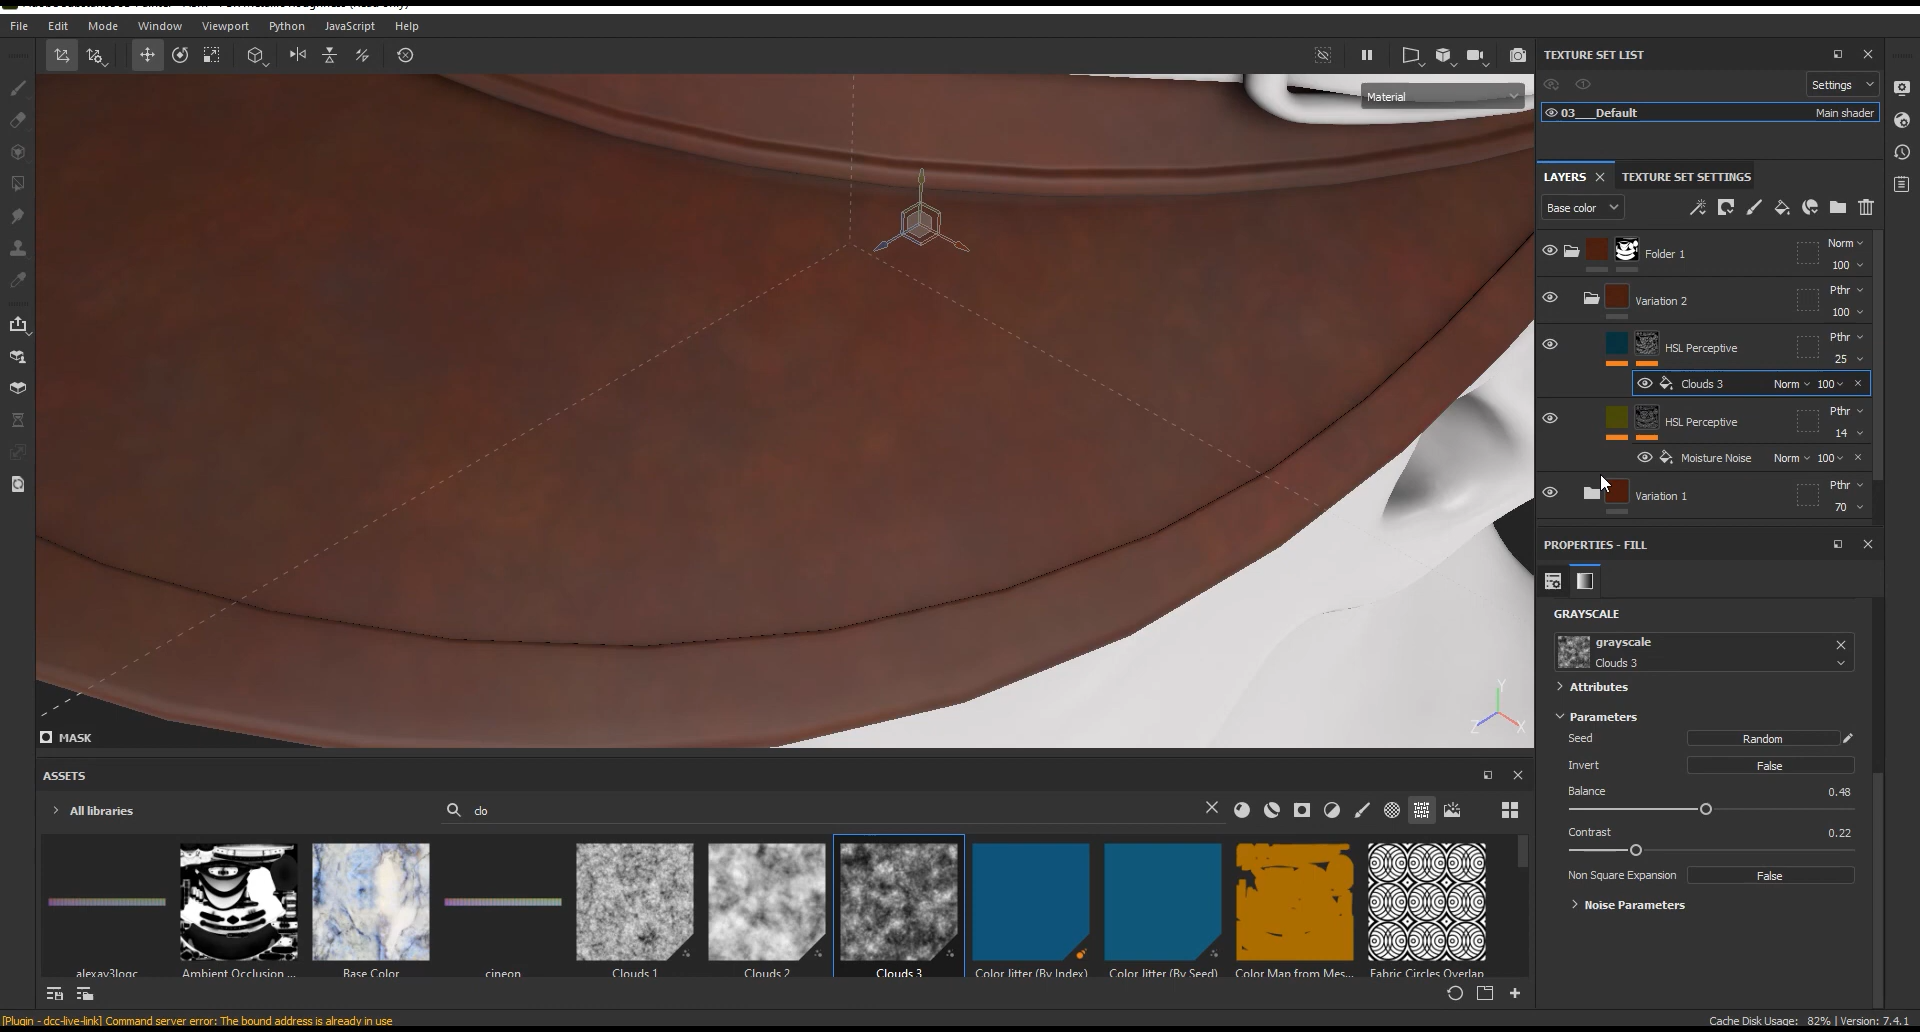 File Edit Mode Window Viewport Python JavaScript Help
Material
MASK
Y
Z X
TEXTURE SET LIST
Settings
03___Default Main shader
LAYERS TEXTURE SET SETTINGS
Base color
Folder 1 Norm 100
Variation 2 Pthr 100
HSL Perceptive Pthr 25
Clouds 3 Norm 100
HSL Perceptive Pthr 14
Moisture Noise Norm 100
Variation 1 Pthr 70
PROPERTIES - FILL
GRAYSCALE
grayscale
Clouds 3
Attributes
Parameters
Seed Random
Invert False
Balance 0.48
Contrast 0.22
Non Square Expansion False
Noise Parameters
ASSETS
All libraries clo
alexav3logc Ambient Occlusion ... Base Color cineon Clouds 1 Clouds 2 Clouds 3 Color Jitter (By Index) Color Jitter (By Seed) Color Map from Mes... Fabric Circles Overlap
[Plugin - dcc-live-link] Command server error: The bound address is already in use
Cache Disk Usage: 82% | Version: 7.4.1